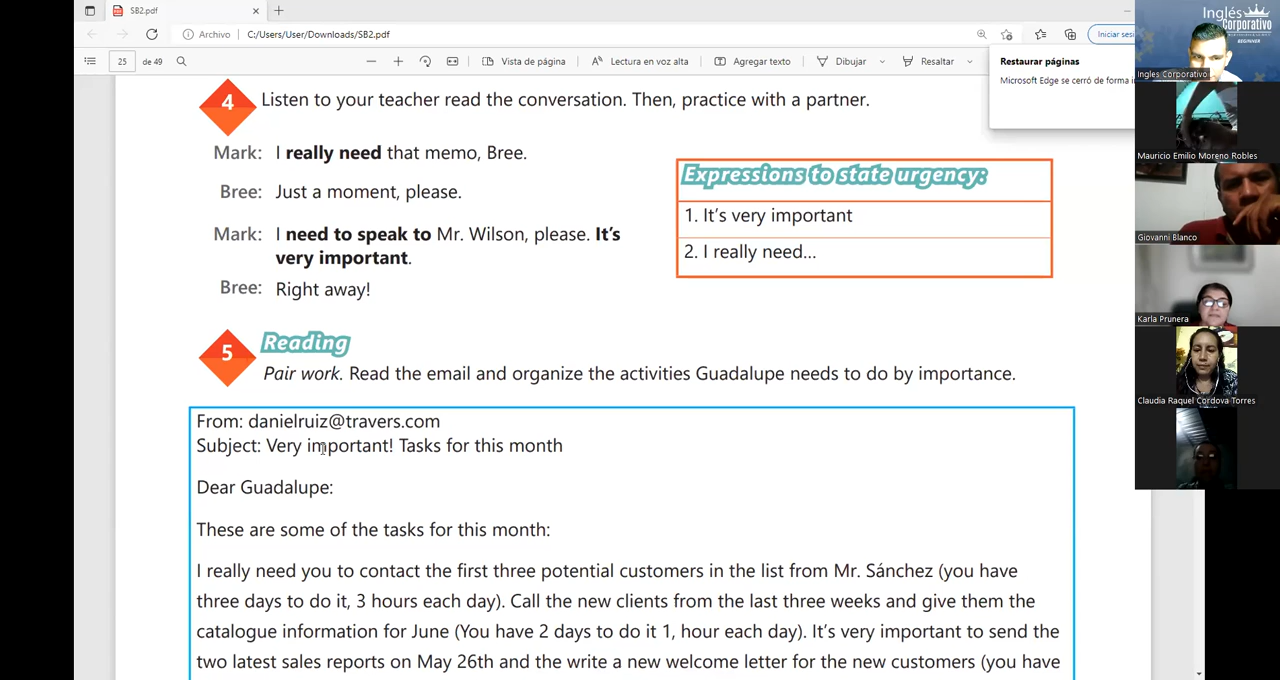 SB2.pdf
Archivo
C:/Users/User/Downloads/SB2.pdf
25
de 49
Vista de página
Lectura en voz alta
Agregar texto
Dibujar
Resaltar
Restaurar páginas
Microsoft Edge se cerró de forma i
4 Listen to your teacher read the conversation. Then, practice with a partner.
Mark: I really need that memo, Bree.
Bree: Just a moment, please.
Mark: I need to speak to Mr. Wilson, please. It's
very important.
Bree: Right away!
Expressions to state urgency:
1. It's very important
2. I really need...
5 Reading
Pair work. Read the email and organize the activities Guadalupe needs to do by importance.
From: danielruiz@travers.com
Subject: Very important! Tasks for this month
Dear Guadalupe:
These are some of the tasks for this month:
I really need you to contact the first three potential customers in the list from Mr. Sánchez (you have
three days to do it, 3 hours each day). Call the new clients from the last three weeks and give them the
catalogue information for June (You have 2 days to do it 1, hour each day). It's very important to send the
two latest sales reports on May 26th and the write a new welcome letter for the new customers (you have
Inglés
Corporativo
BEGINNER
Ingles Corporativo
Mauricio Emilio Moreno Robles
Giovanni Blanco
Karla Prunera
Claudia Raquel Cordova Torres